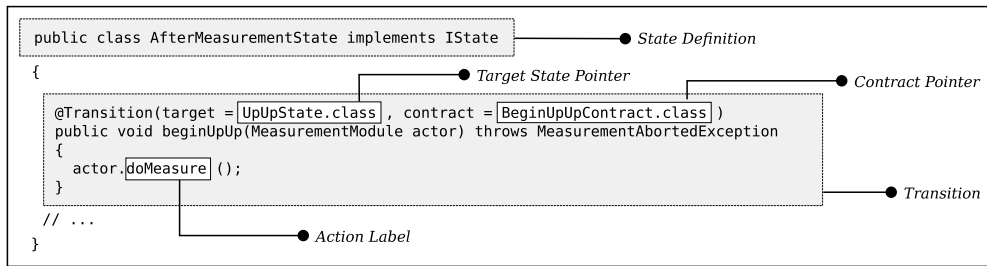 public class AfterMeasurementState implements IState
State Definition
{
Target State Pointer
Contract Pointer
@Transition(target = UpUpState.class , contract = BeginUpUpContract.class )
public void beginUpUp(MeasurementModule actor) throws MeasurementAbortedException
{
actor.doMeasure ();
}
Transition
// ...
Action Label
}